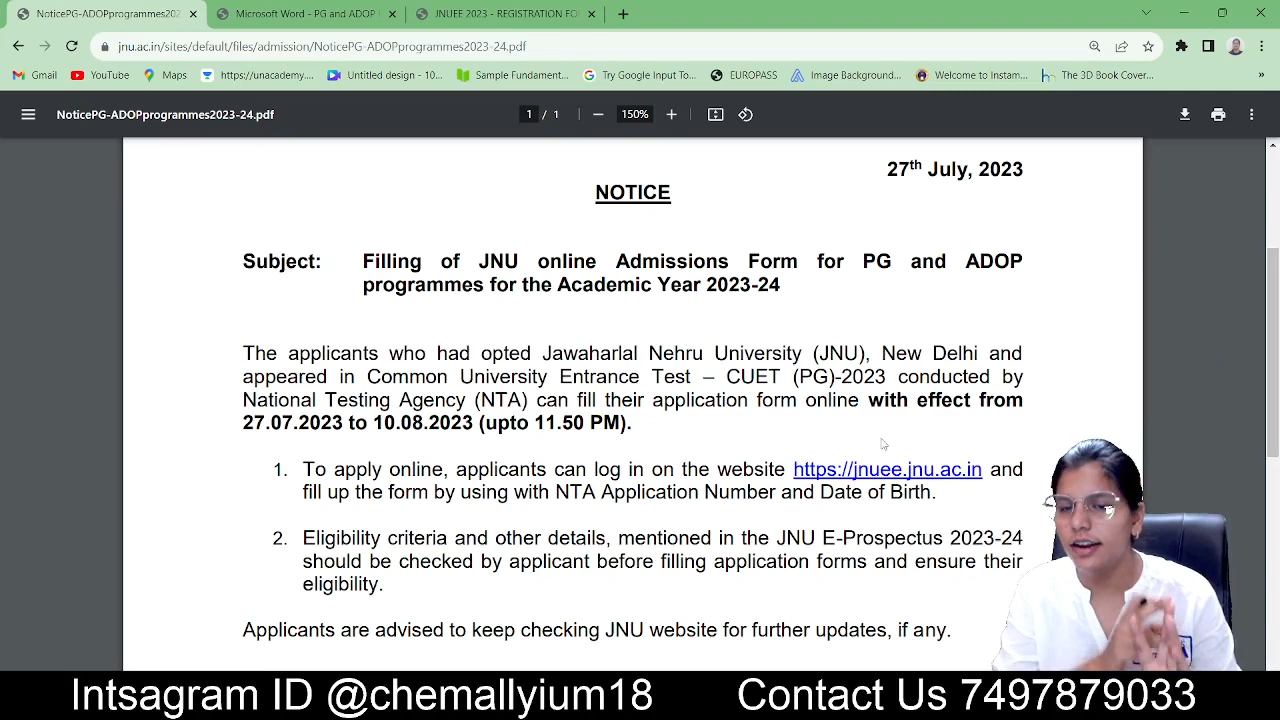 NoticePG-ADOPprogrammes202
Microsoft Word - PG and ADOP
JNUEE 2023 - REGISTRATION FO
jnu.ac.in/sites/default/files/admission/NoticePG-ADOPprogrammes2023-24.pdf
Gmail YouTube Maps https://unacademy.... Untitled design - 10... Sample Fundament... Try Google Input To... EUROPASS Image Background... Welcome to Instam... The 3D Book Cover... »
NoticePG-ADOPprogrammes2023-24.pdf 1 / 1 150%
27th July, 2023
NOTICE
Subject: Filling of JNU online Admissions Form for PG and ADOP
programmes for the Academic Year 2023-24
The applicants who had opted Jawaharlal Nehru University (JNU), New Delhi and
appeared in Common University Entrance Test – CUET (PG)-2023 conducted by
National Testing Agency (NTA) can fill their application form online with effect from
27.07.2023 to 10.08.2023 (upto 11.50 PM).
1. To apply online, applicants can log in on the website https://jnuee.jnu.ac.in and
fill up the form by using with NTA Application Number and Date of Birth.
2. Eligibility criteria and other details, mentioned in the JNU E-Prospectus 2023-24
should be checked by applicant before filling application forms and ensure their
eligibility.
Applicants are advised to keep checking JNU website for further updates, if any.
Intsagram ID @chemallyium18 Contact Us 7497879033